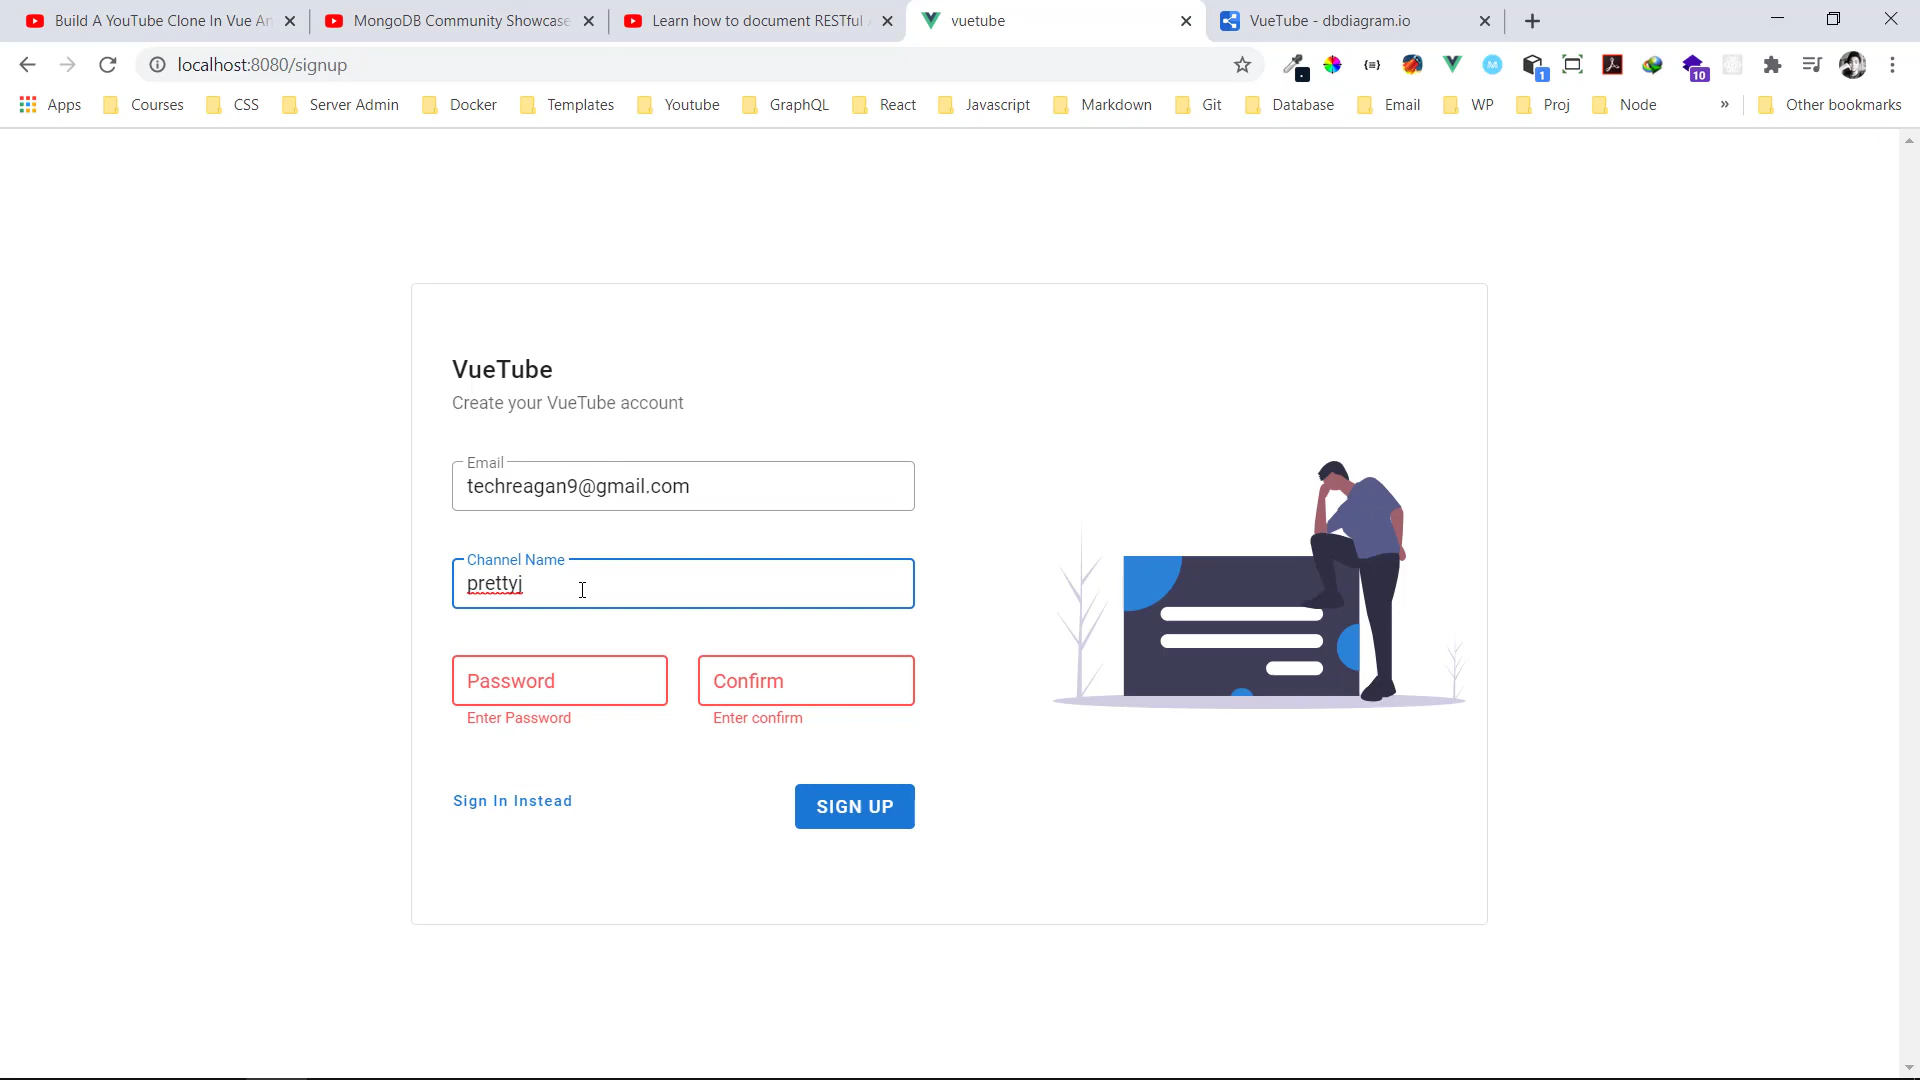 Build A YouTube Clone In Vue An
MongoDB Community Showcase
Learn how to document RESTful A
vuetube
VueTube - dbdiagram.io
localhost:8080/signup
1
10
Apps
Courses
CSS
Server Admin
Docker
Templates
Youtube
GraphQL
React
Javascript
Markdown
Git
Database
Email
WP
Proj
Node
»
Other bookmarks
VueTube
Create your VueTube account
Email
techreagan9@gmail.com
Channel Name
prettyj
Password
Confirm
Enter Password
Enter confirm
Sign In Instead
SIGN UP